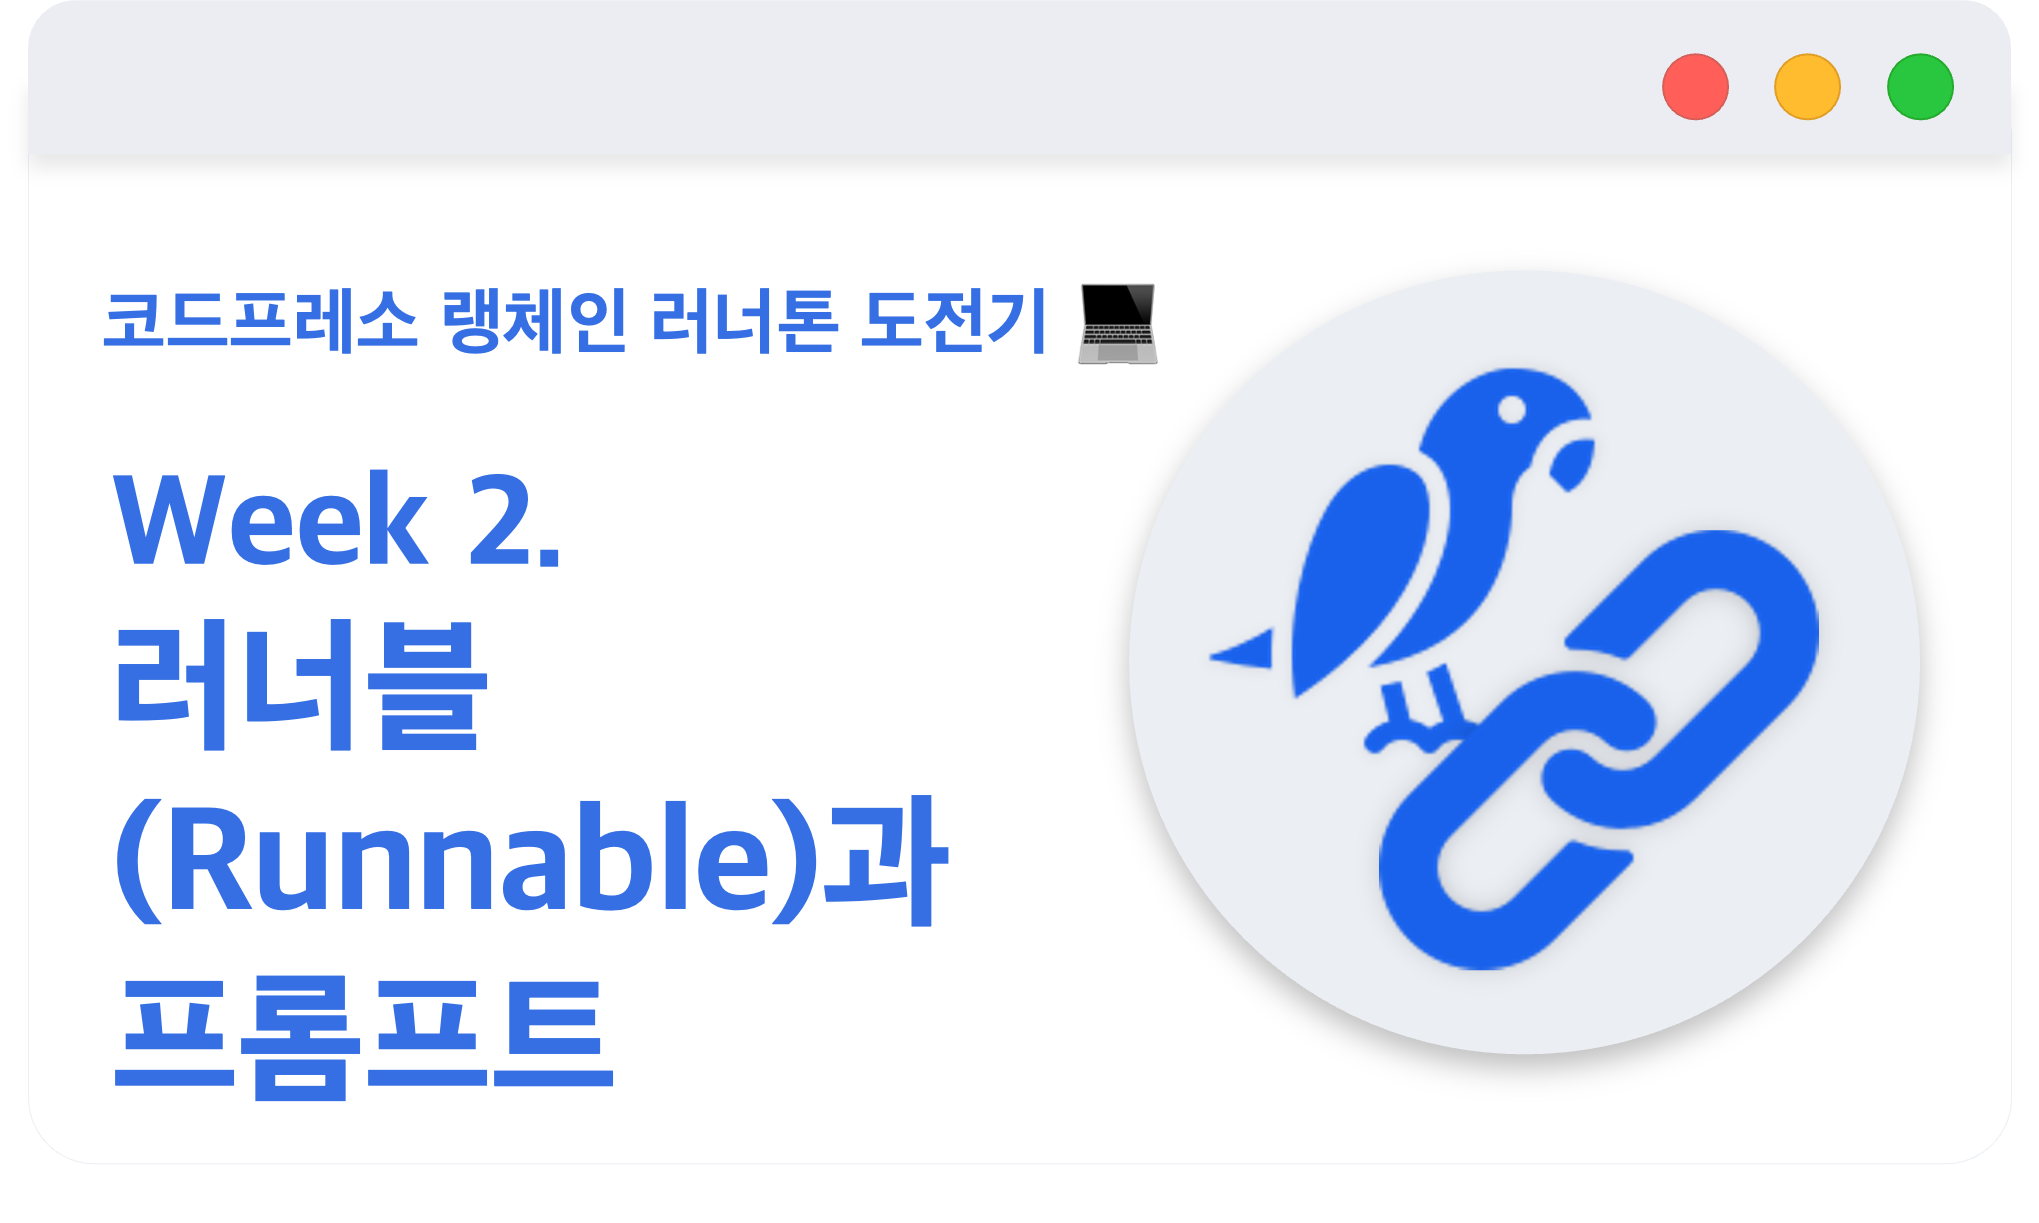 코드프레소 랭체인 러너톤 도전기 💻
Week 2.
러너블
(Runnable)과
프롬프트